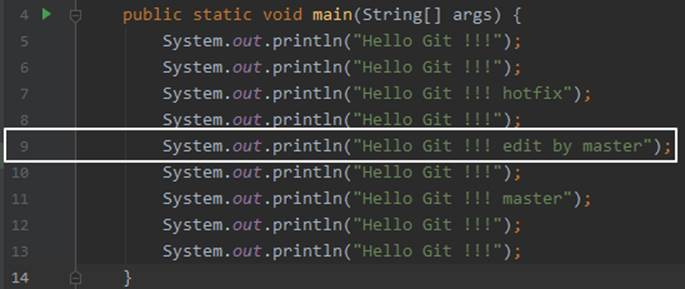 4 public static void main(String[] args) {
5 System.out.println("Hello Git !!!");
6 System.out.println("Hello Git !!!");
7 System.out.println("Hello Git !!! hotfix");
8 System.out.println("Hello Git !!!");
9 System.out.println("Hello Git !!! edit by master");
10 System.out.println("Hello Git !!!");
11 System.out.println("Hello Git !!! master");
12 System.out.println("Hello Git !!!");
13 System.out.println("Hello Git !!!");
14 }